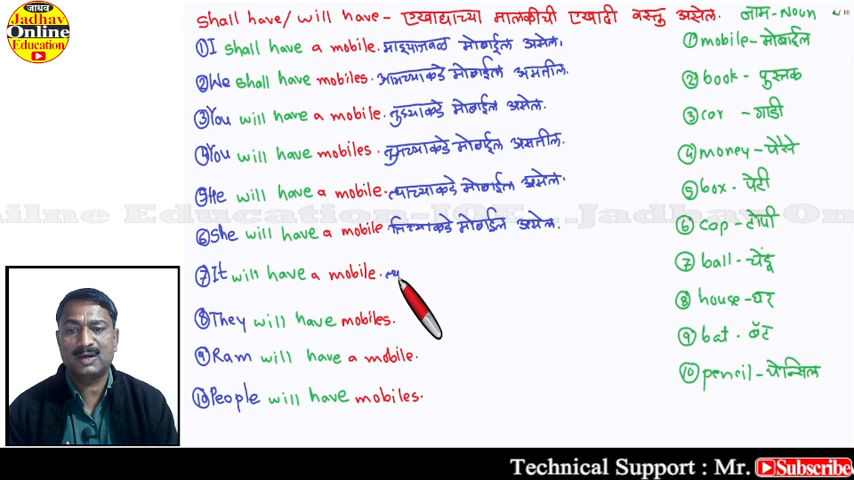 जाधव
Jadhav
Online
Education
Shall have/ will have - एखाद्याच्या मालकीची एखादी वस्तु असेल. नाम - Noun
① I shall have a mobile. माझ्याजवळ मोबाईल असेल.
② We shall have mobiles. आमच्याकडे मोबाईल असतील.
③ You will have a mobile. तुझ्याकडे मोबाईल असेल.
④ You will have mobiles. तुमच्याकडे मोबाईल असतील.
⑤ He will have a mobile. त्याच्याकडे मोबाईल असेल.
⑥ She will have a mobile. तिच्याकडे मोबाईल असेल.
⑦ It will have a mobile. त्य
⑧ They will have mobiles.
⑨ Ram will have a mobile.
⑩ People will have mobiles.
① mobile - मोबाईल
② book - पुस्तक
③ car - गाडी
④ money - पैसे
⑤ box - पेटी
⑥ cap - टोपी
⑦ ball - चेंडू
⑧ house - घर
⑨ bat - बॅट
⑩ pencil - पेन्सिल
Technical Support : Mr. Subscribe